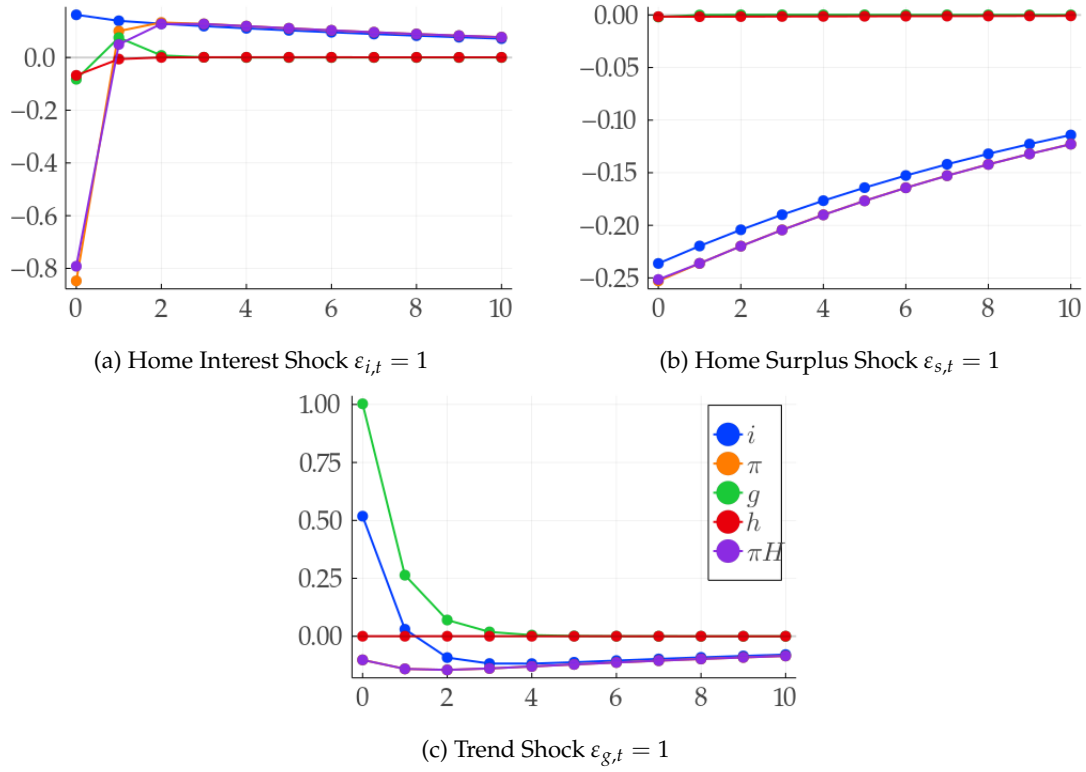 0.0
−0.2
−0.4
−0.6
−0.8
0 2 4 6 8 10
(a) Home Interest Shock εi,t = 1
0.00
−0.05
−0.10
−0.15
−0.20
−0.25
0 2 4 6 8 10
(b) Home Surplus Shock εs,t = 1
1.00
0.75
0.50
0.25
0.00
0 2 4 6 8 10
i
π
g
h
πH
(c) Trend Shock εg,t = 1